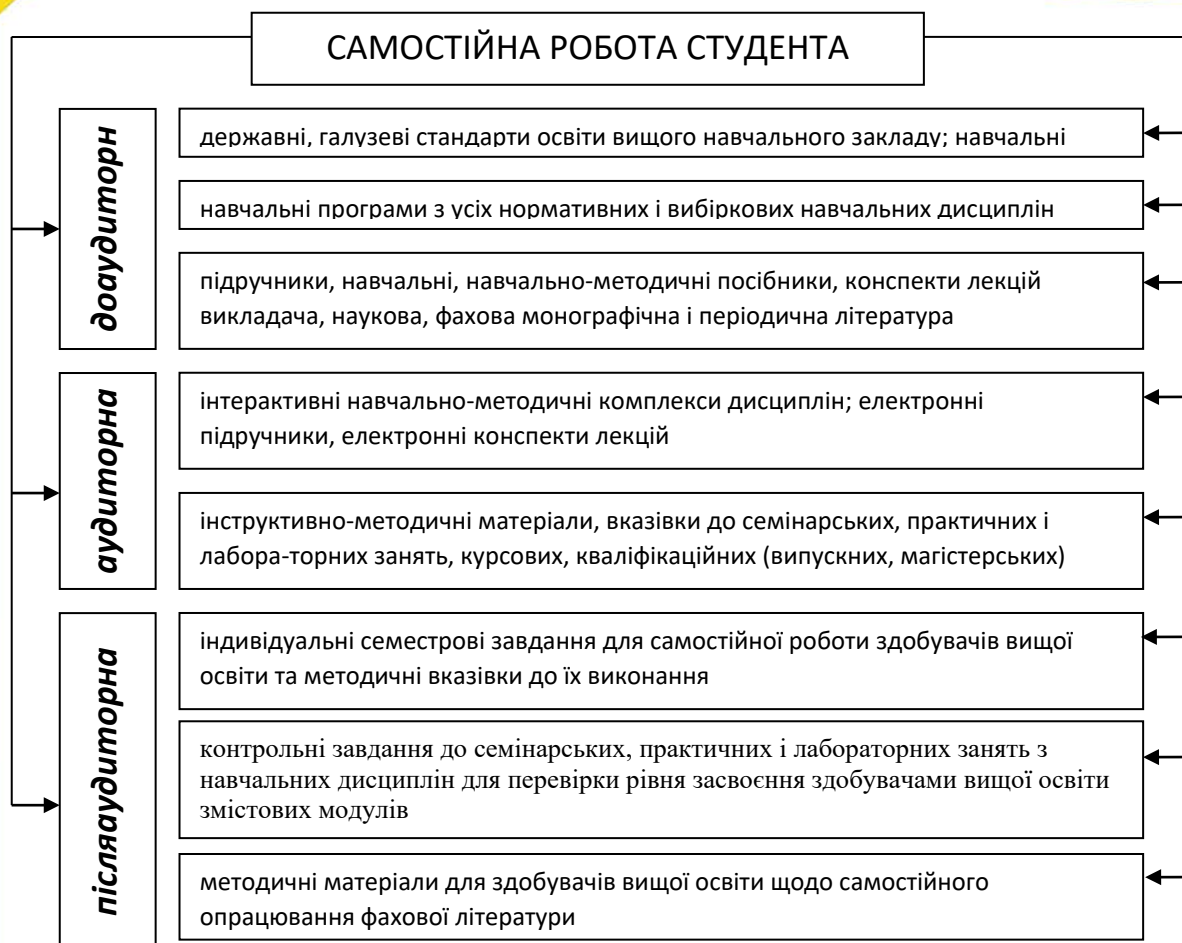 САМОСТІЙНА РОБОТА СТУДЕНТА
доаудиторн
державні, галузеві стандарти освіти вищого навчального закладу; навчальні
навчальні програми з усіх нормативних і вибіркових навчальних дисциплін
підручники, навчальні, навчально-методичні посібники, конспекти лекцій
викладача, наукова, фахова монографічна і періодична література
аудиторна
інтерактивні навчально-методичні комплекси дисциплін; електронні
підручники, електронні конспекти лекцій
інструктивно-методичні матеріали, вказівки до семінарських, практичних і
лабора-торних занять, курсових, кваліфікаційних (випускних, магістерських)
післяаудиторна
індивідуальні семестрові завдання для самостійної роботи здобувачів вищої
освіти та методичні вказівки до їх виконання
контрольні завдання до семінарських, практичних і лабораторних занять з
навчальних дисциплін для перевірки рівня засвоєння здобувачами вищої освіти
змістових модулів
методичні матеріали для здобувачів вищої освіти щодо самостійного
опрацювання фахової літератури